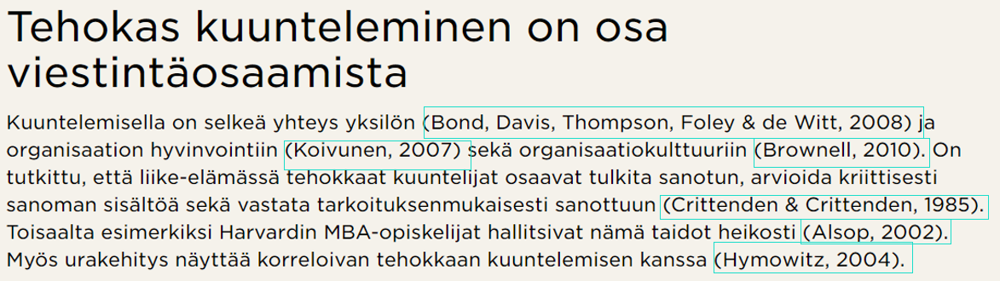 Tehokas kuunteleminen on osa
viestintäosaamista
Kuuntelemisella on selkeä yhteys yksilön (Bond, Davis, Thompson, Foley & de Witt, 2008) ja
organisaation hyvinvointiin (Koivunen, 2007) sekä organisaatiokulttuuriin (Brownell, 2010). On
tutkittu, että liike-elämässä tehokkaat kuuntelijat osaavat tulkita sanotun, arvioida kriittisesti
sanoman sisältöä sekä vastata tarkoituksenmukaisesti sanottuun (Crittenden & Crittenden, 1985).
Toisaalta esimerkiksi Harvardin MBA-opiskelijat hallitsivat nämä taidot heikosti (Alsop, 2002).
Myös urakehitys näyttää korreloivan tehokkaan kuuntelemisen kanssa (Hymowitz, 2004).